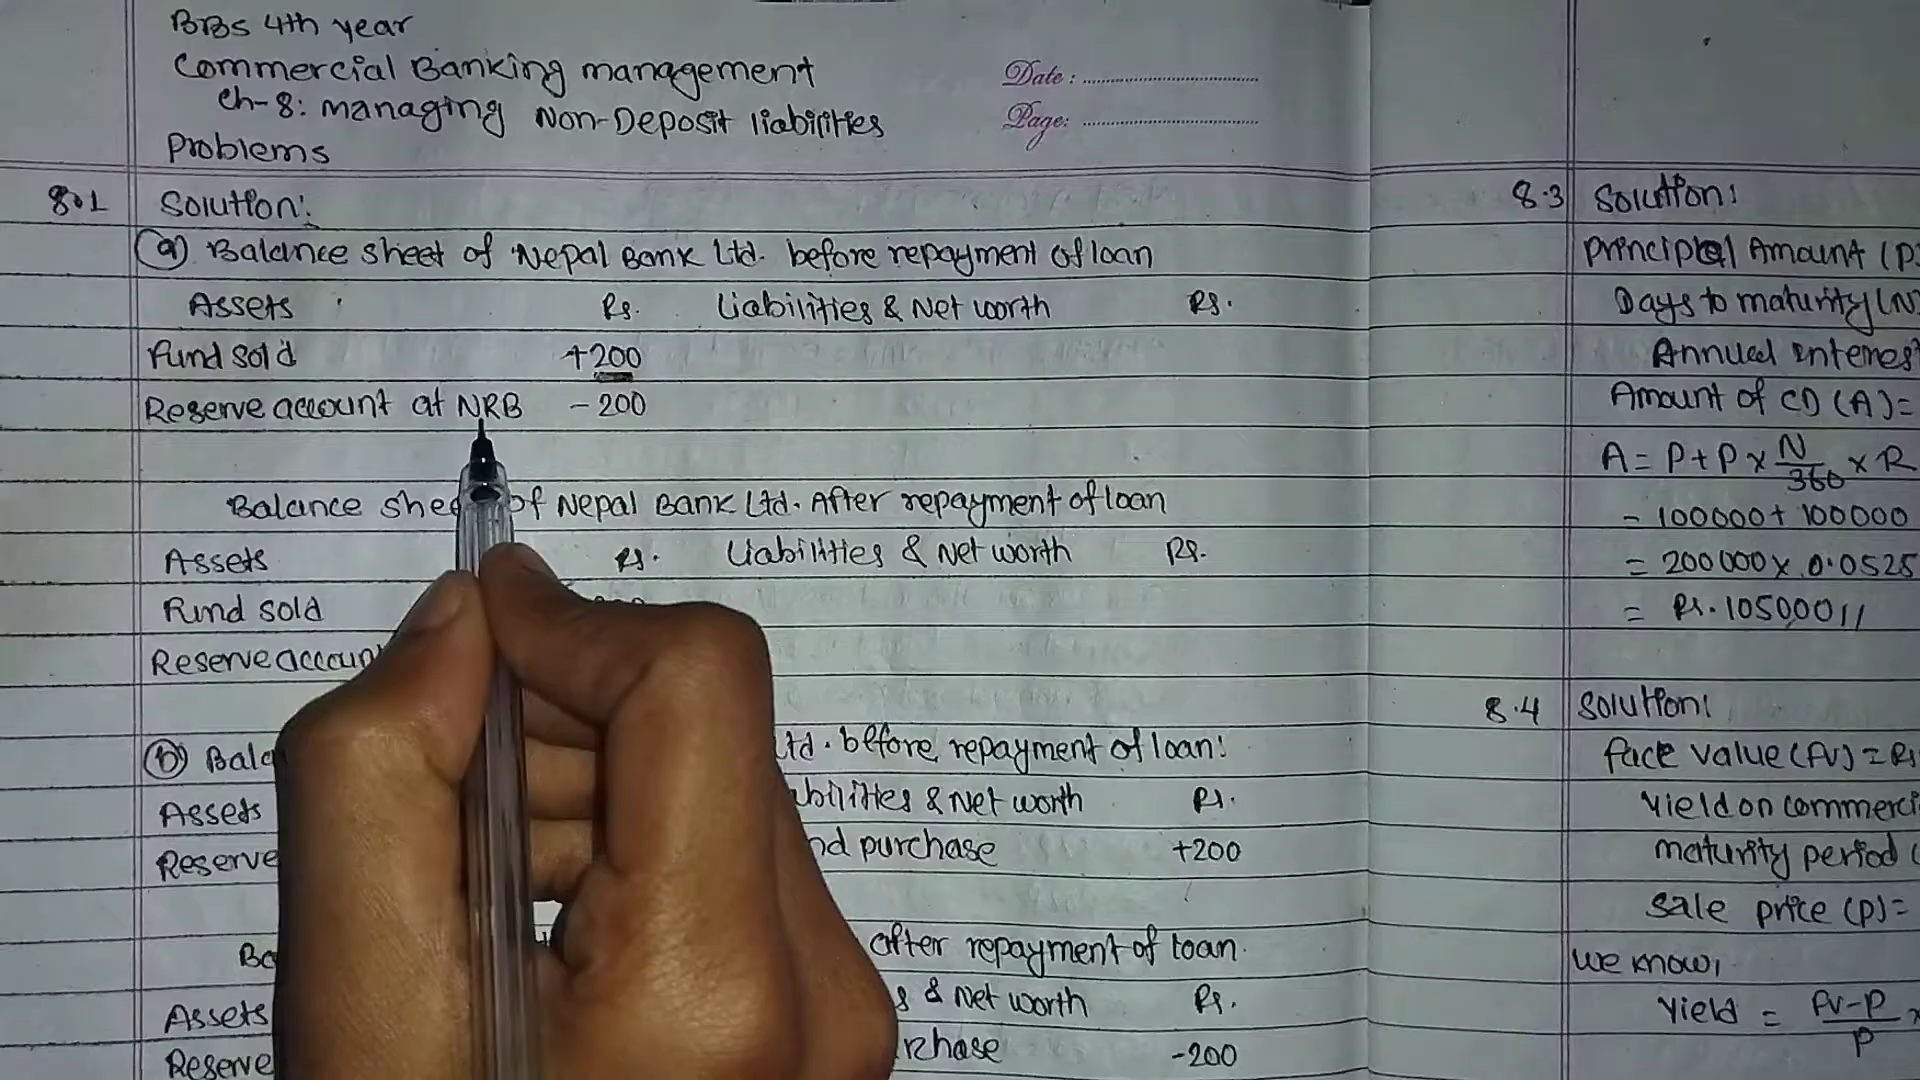 BBS 4th year
Commercial Banking management
Ch-8: managing Non-Deposit liabilities
Problems
Date :
Page:
8.1 Solution:
(a) Balance sheet of Nepal Bank Ltd. before repayment of loan
Assets Rs. Liabilities & Net worth Rs.
Fund sold +200
Reserve account at NRB -200
Balance shee of Nepal Bank Ltd. After repayment of loan
Assets Rs. Liabilities & Net worth Rs.
Fund sold
Reserve accoun
(b) Bala Ltd. before repayment of loan:
Assets abilities & Net worth Rs.
Reserve nd purchase +200
Ba after repayment of loan.
Assets s & Net worth Rs.
Reserve rchase -200
8.3 Solution:
Principal Amount (P
Days to maturity (N)
Annual interes
Amount of CD (A) =
A = P + P × N/360 × R
- 100000 + 100000
= 200000 × 0.0525
= Rs. 1050001/
8.4 Solution:
face value (FV) = Rs
Yield on commerci
maturity period (
Sale price (P) =
We know,
Yield = FV-P/P ×